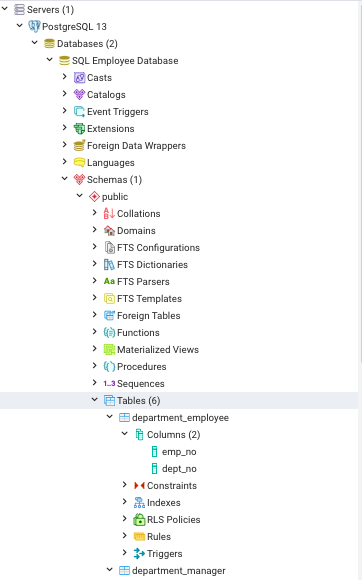 Servers (1)
PostgreSQL 13
Databases (2)
SQL Employee Database
Casts
Catalogs
Event Triggers
Extensions
Foreign Data Wrappers
Languages
Schemas (1)
public
Collations
Domains
FTS Configurations
FTS Dictionaries
Aa FTS Parsers
FTS Templates
Foreign Tables
Functions
Materialized Views
Procedures
1..3 Sequences
Tables (6)
department_employee
Columns (2)
emp_no
dept_no
Constraints
Indexes
RLS Policies
Rules
Triggers
department_manager